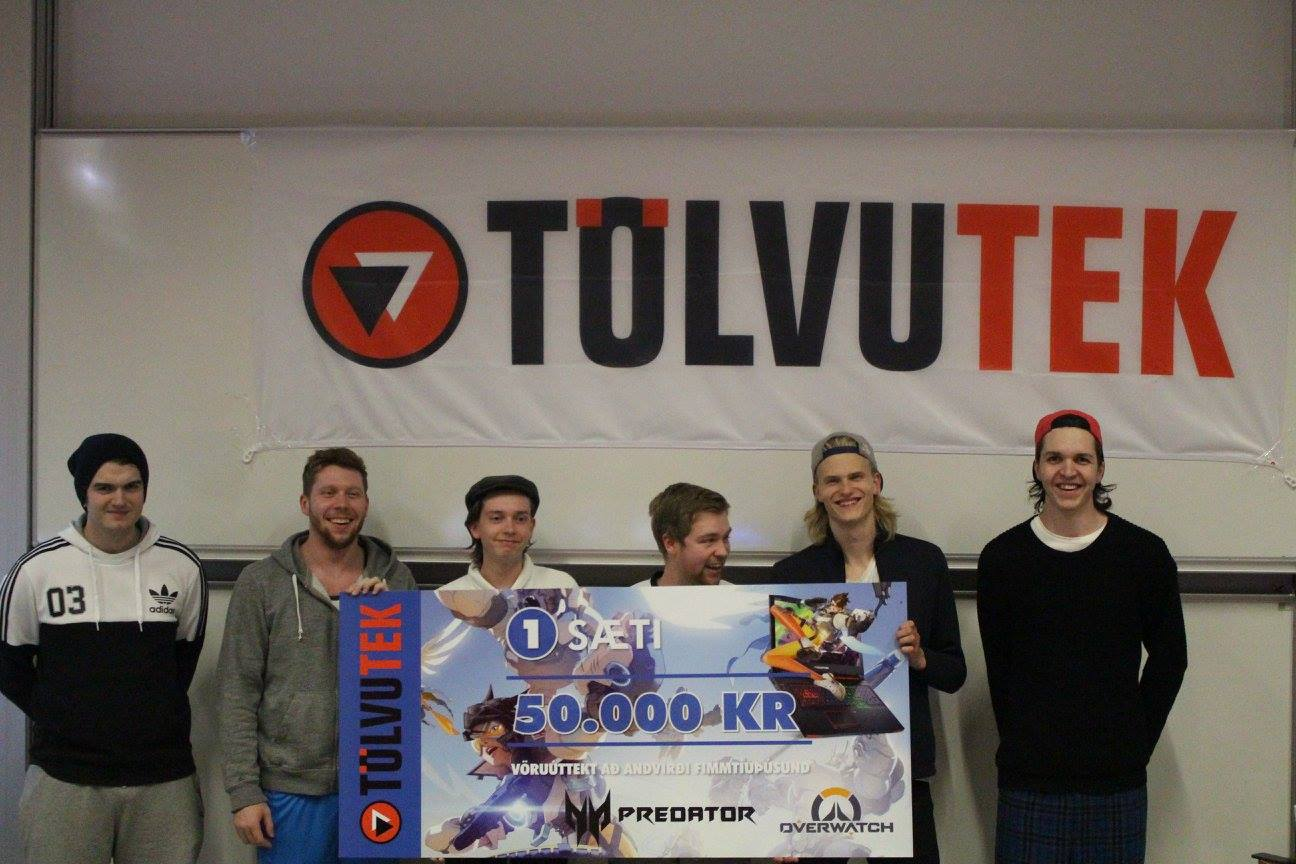 TÖLVUTEK
03
adidas
TÖLVUTEK
1 SÆTI
50.000 KR
VÖRUÚTTEKT AÐ ANDVIRÐI FIMMTÍUÞÚSUND
PREDATOR
OVERWATCH